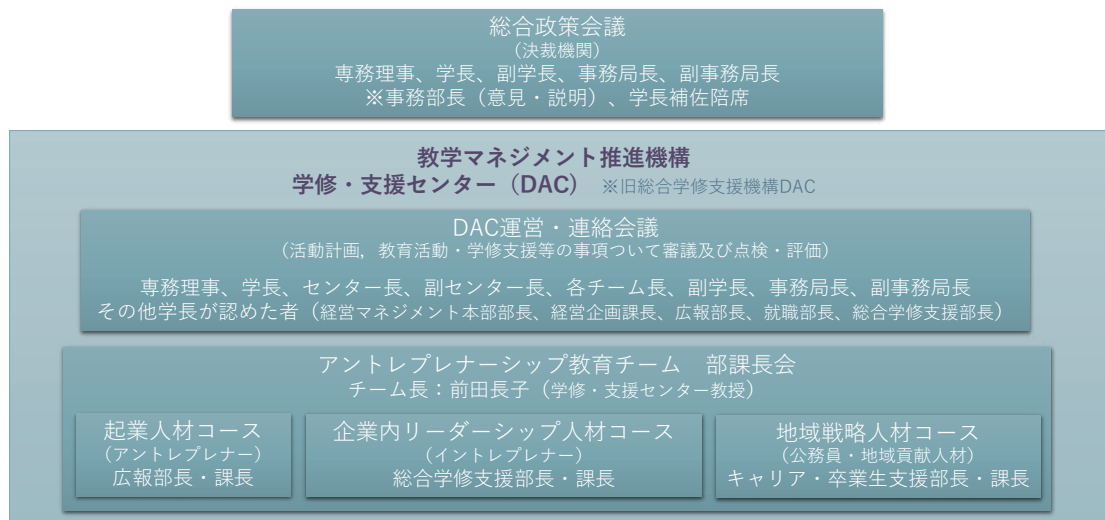 総合政策会議
(決裁機関)
専務理事、学長、副学長、事務局長、副事務局長
※事務部長（意見・説明）、学長補佐陪席
教学マネジメント推進機構
学修・支援センター（DAC） ※旧総合学修支援機構DAC
DAC運営・連絡会議
（活動計画，教育活動・学修支援等の事項ついて審議及び点検・評価）
専務理事、学長、センター長、副センター長、各チーム長、副学長、事務局長、副事務局長
その他学長が認めた者（経営マネジメント本部部長、経営企画課長、広報部長、就職部長、総合学修支援部長）
アントレプレナーシップ教育チーム　部課長会
チーム長：前田長子（学修・支援センター教授）
起業人材コース
（アントレプレナー）
広報部長・課長
企業内リーダーシップ人材コース
（イントレプレナー）
総合学修支援部長・課長
地域戦略人材コース
（公務員・地域貢献人材）
キャリア・卒業生支援部長・課長